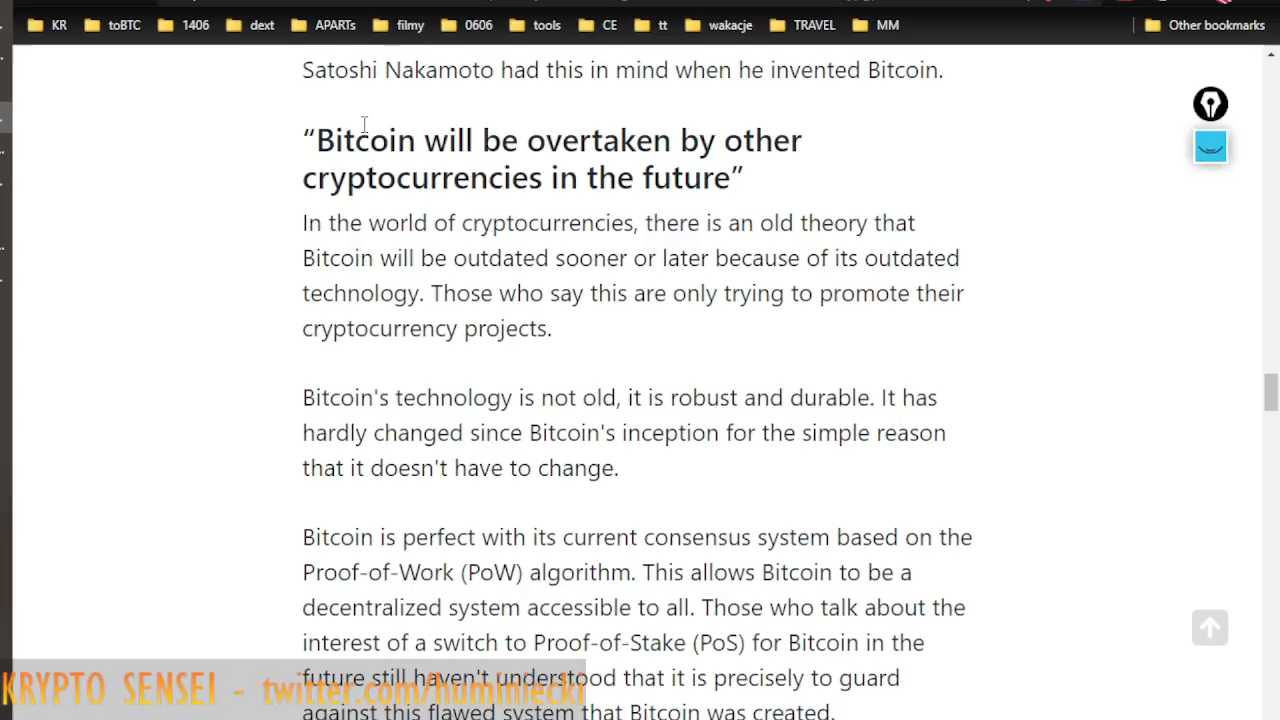 KR toBTC 1406 dext APARTs filmy 0606 tools CE tt wakacje TRAVEL MM Other bookmarks
Satoshi Nakamoto had this in mind when he invented Bitcoin.
“Bitcoin will be overtaken by other
cryptocurrencies in the future”
In the world of cryptocurrencies, there is an old theory that
Bitcoin will be outdated sooner or later because of its outdated
technology. Those who say this are only trying to promote their
cryptocurrency projects.
Bitcoin's technology is not old, it is robust and durable. It has
hardly changed since Bitcoin's inception for the simple reason
that it doesn't have to change.
Bitcoin is perfect with its current consensus system based on the
Proof-of-Work (PoW) algorithm. This allows Bitcoin to be a
decentralized system accessible to all. Those who talk about the
interest of a switch to Proof-of-Stake (PoS) for Bitcoin in the
future still haven't understood that it is precisely to guard
KRYPTO SENSEI - twitter.com/huminiecki
against this flawed system that Bitcoin was created.